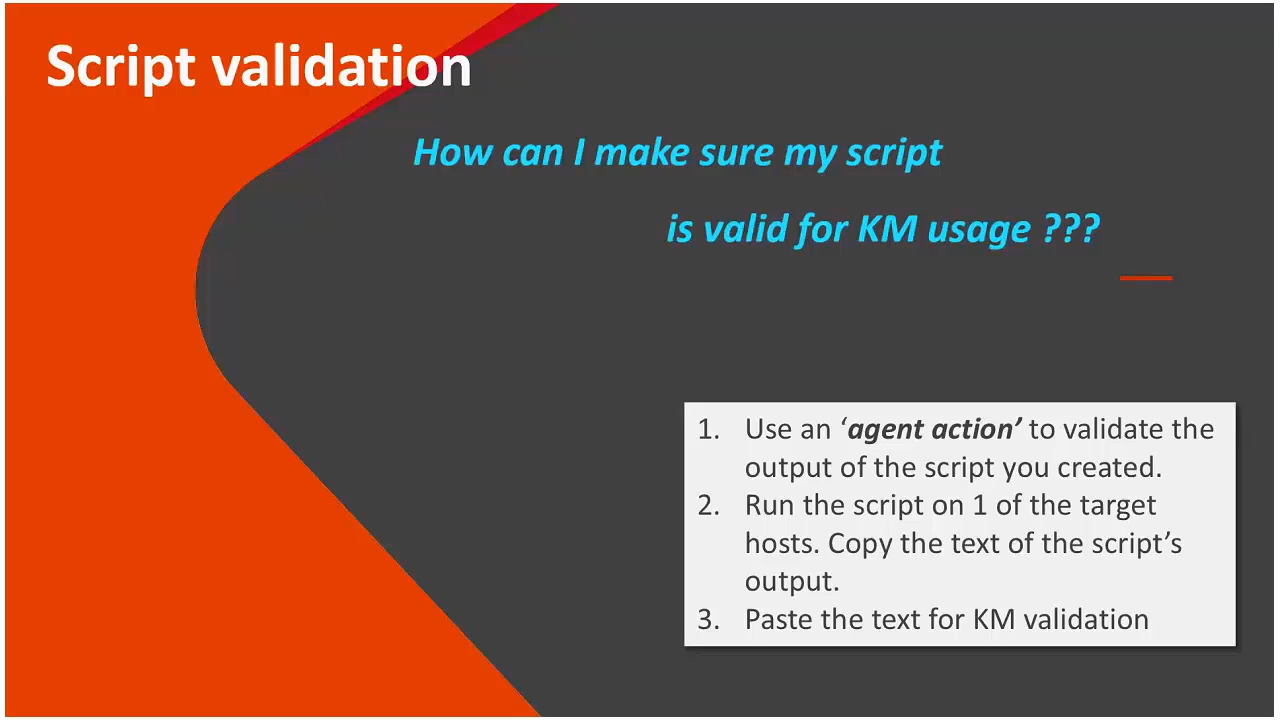 Script validation
How can I make sure my script
is valid for KM usage ???
1. Use an ‘agent action’ to validate the
output of the script you created.
2. Run the script on 1 of the target
hosts. Copy the text of the script’s
output.
3. Paste the text for KM validation